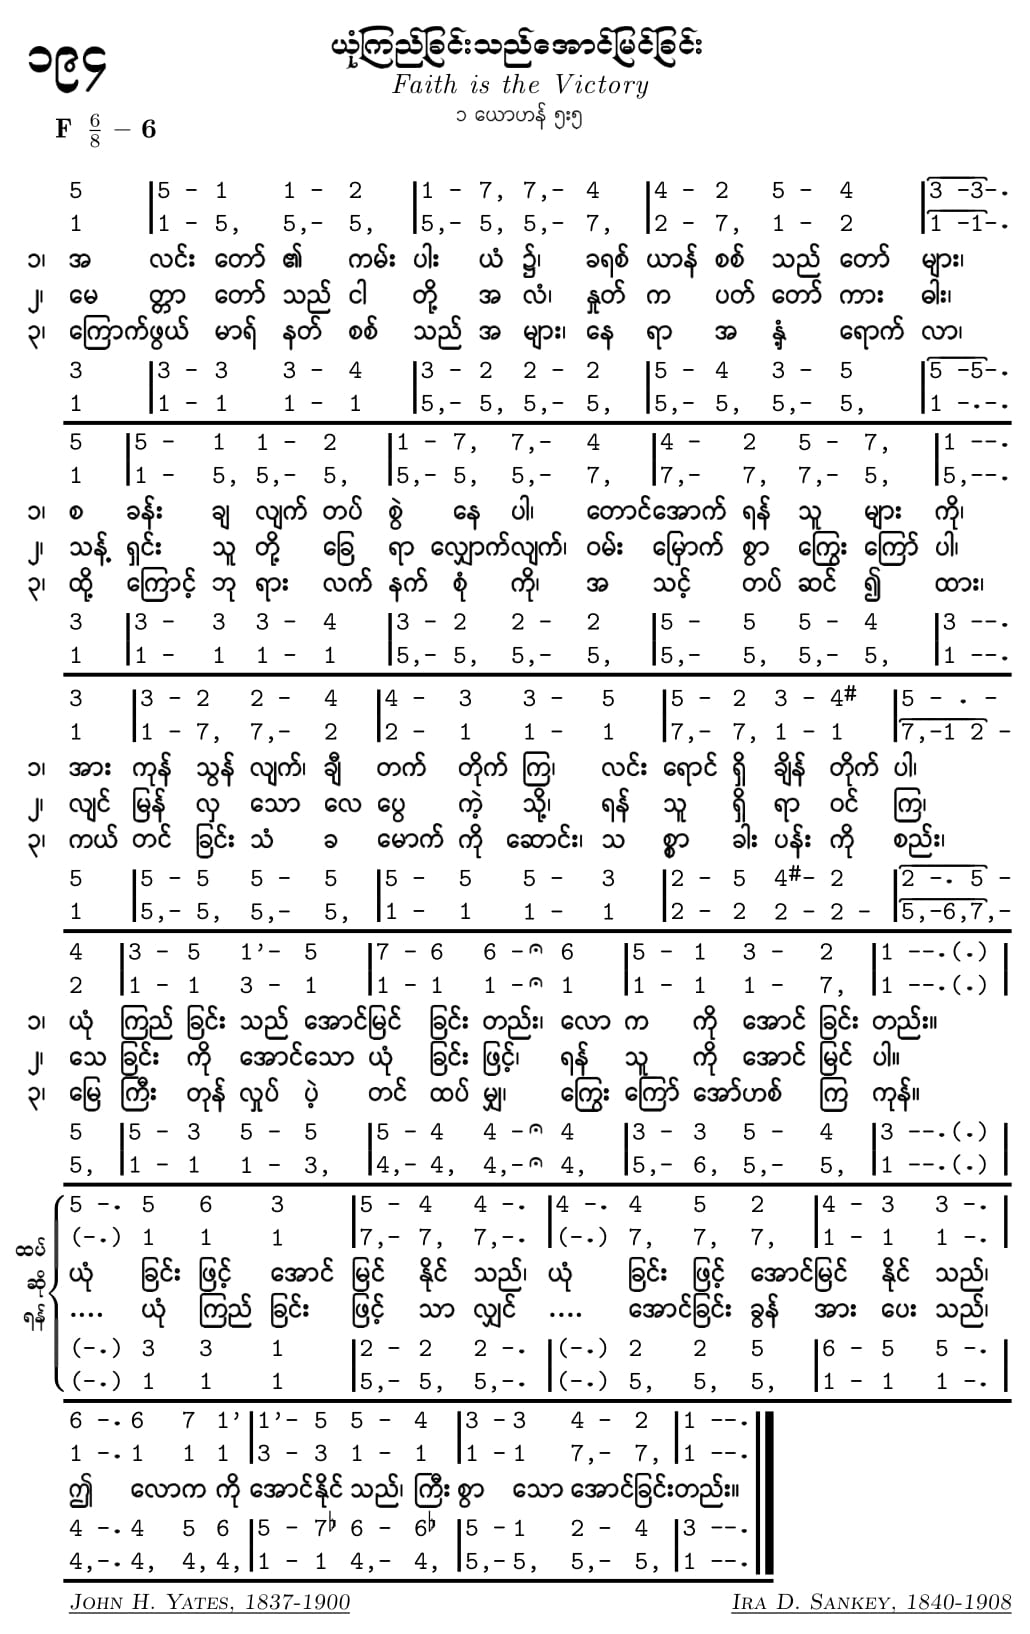 ၁၉၄
ယုံကြည်ခြင်းသည်အောင်မြင်ခြင်း
Faith is the Victory
၁ ယောဟန် ၅း၅
F 6/8 – 6
5 |5 - 1 1 - 2 |1 - 7, 7,- 4 |4 - 2 5 - 4 |3 -3-.
1 |1 - 5, 5,- 5, |5,- 5, 5,- 7, |2 - 7, 1 - 2 |1 -1-.
၁၊ အ လင်း တော် ၏ ကမ်း ပါး ယံ ၌၊ ခရစ် ယာန် စစ် သည် တော် များ၊
၂၊ မေ တ္တာ တော် သည် ငါ တို့ အ လံ၊ နှုတ် က ပတ် တော် ကား ဓါး၊
၃၊ ကြောက်ဖွယ် မာရ် နတ် စစ် သည် အ များ၊ နေ ရာ အ နှံ့ ရောက် လာ၊
3 |3 - 3 3 - 4 |3 - 2 2 - 2 |5 - 4 3 - 5 |5 -5-.
1 |1 - 1 1 - 1 |5,- 5, 5,- 5, |5,- 5, 5,- 5, |1 -.-.
5 |5 - 1 1 - 2 |1 - 7, 7,- 4 |4 - 2 5 - 7, |1 --.
1 |1 - 5, 5,- 5, |5,- 5, 5,- 7, |7,- 7, 7,- 5, |5,--.
၁၊ စ ခန်း ချ လျက် တပ် စွဲ နေ ပါ၊ တောင်အောက် ရန် သူ များ ကို၊
၂၊ သန့် ရှင်း သူ တို့ ခြေ ရာ လျှောက်လျက်၊ ဝမ်း မြောက် စွာ ကြွေး ကြော် ပါ၊
၃၊ ထို့ ကြောင့် ဘု ရား လက် နက် စုံ ကို၊ အ သင့် တပ် ဆင် ၍ ထား၊
3 |3 - 3 3 - 4 |3 - 2 2 - 2 |5 - 5 5 - 4 |3 --.
1 |1 - 1 1 - 1 |5,- 5, 5,- 5, |5,- 5, 5,- 5, |1 --.
3 |3 - 2 2 - 4 |4 - 3 3 - 5 |5 - 2 3 - 4# |5 - . -
1 |1 - 7, 7,- 2 |2 - 1 1 - 1 |7,- 7, 1 - 1 |7,-1 2 -
၁၊ အား ကုန် သွန် လျက်၊ ချီ တက် တိုက် ကြ၊ လင်း ရောင် ရှိ ချိန် တိုက် ပါ၊
၂၊ လျင် မြန် လှ သော လေ ပွေ ကဲ့ သို့၊ ရန် သူ ရှိ ရာ ဝင် ကြ၊
၃၊ ကယ် တင် ခြင်း သံ ခ မောက် ကို ဆောင်း၊ သ စ္စာ ခါး ပန်း ကို စည်း၊
5 |5 - 5 5 - 5 |5 - 5 5 - 3 |2 - 5 4#- 2 |2 -. 5 -
1 |5,- 5, 5,- 5, |1 - 1 1 - 1 |2 - 2 2 - 2 - |5,-6,7,-
4 |3 - 5 1’- 5 |7 - 6 6 -𝄐 6 |5 - 1 3 - 2 |1 --.(.) |
2 |1 - 1 3 - 1 |1 - 1 1 -𝄐 1 |1 - 1 1 - 7, |1 --.(.) |
၁၊ ယုံ ကြည် ခြင်း သည် အောင်မြင် ခြင်း တည်း၊ လော က ကို အောင် ခြင်း တည်း။
၂၊ သေ ခြင်း ကို အောင်သော ယုံ ခြင်း ဖြင့်၊ ရန် သူ ကို အောင် မြင် ပါ။
၃၊ မြေ ကြီး တုန် လှုပ် ပဲ့ တင် ထပ် မျှ၊ ကြွေး ကြော် အော်ဟစ် ကြ ကုန်။
5 |5 - 3 5 - 5 |5 - 4 4 -𝄐 4 |3 - 3 5 - 4 |3 --.(.) |
5, |1 - 1 1 - 3, |4,- 4, 4,-𝄐 4, |5,- 6, 5,- 5, |1 --.(.) |
ထပ်ဆိုရန်
5 -. 5 6 3 |5 - 4 4 -. |4 -. 4 5 2 |4 - 3 3 -. |
(-.) 1 1 1 |7,- 7, 7,-. |(-.) 7, 7, 7, |1 - 1 1 -. |
ယုံ ခြင်း ဖြင့် အောင် မြင် နိုင် သည်၊ ယုံ ခြင်း ဖြင့် အောင်မြင် နိုင် သည်၊
.... ယုံ ကြည် ခြင်း ဖြင့် သာ လျှင် .... အောင်ခြင်း ခွန် အား ပေး သည်၊
(-.) 3 3 1 |2 - 2 2 -. |(-.) 2 2 5 |6 - 5 5 -. |
(-.) 1 1 1 |5,- 5, 5,-. |(-.) 5, 5, 5, |1 - 1 1 -. |
6 -. 6 7 1’ |1’- 5 5 - 4 |3 -3 4 - 2 |1 --.
1 -. 1 1 1 |3 - 3 1 - 1 |1 -1 7,- 7, |1 --.
ဤ လောက ကို အောင်နိုင် သည်၊ ကြီး စွာ သော အောင်ခြင်းတည်း။
4 -. 4 5 6 |5 - 7♭ 6 - 6♭ |5 -1 2 - 4 |3 --.
4,-. 4, 4, 4, |1 - 1 4,- 4, |5,-5, 5,- 5, |1 --.
JOHN H. YATES, 1837-1900
IRA D. SANKEY, 1840-1908